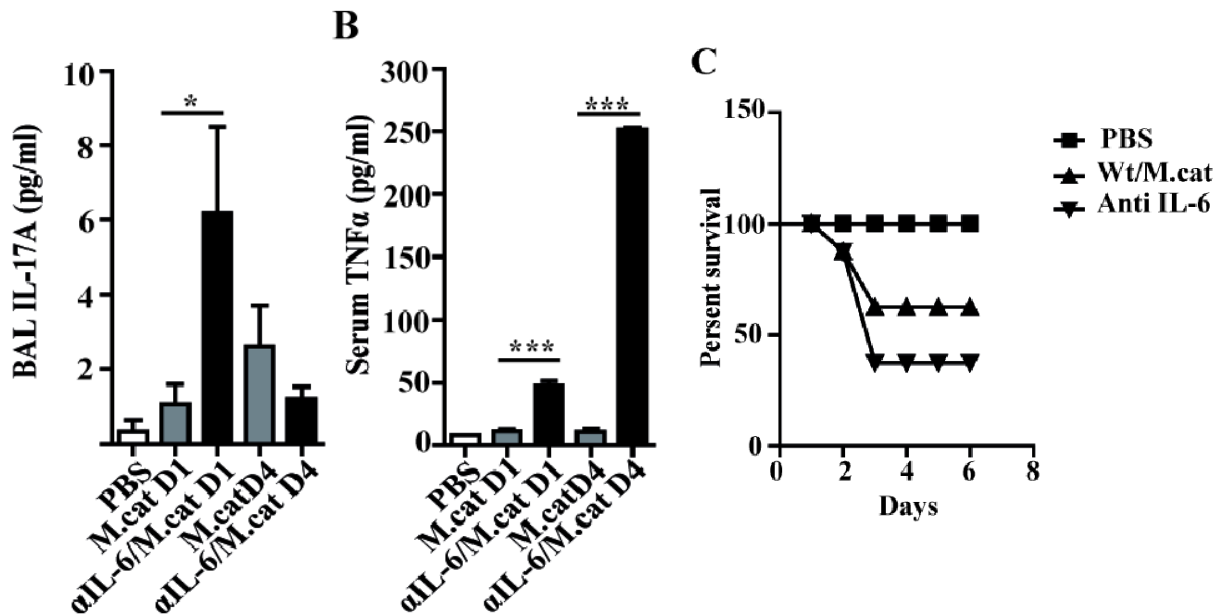 BAL IL-17A (pg/ml)
10
8
6
4
2
*
PBS
M.cat D1
αIL-6/M.cat D1
M.catD4
αIL-6/M.cat D4
B
Serum TNFα (pg/ml)
300
250
200
150
100
50
0
***
***
PBS
M.cat D1
αIL-6/M.cat D1
M.catD4
αIL-6/M.cat D4
C
Persent survival
150
100
50
0
0
2
4
6
8
Days
PBS
Wt/M.cat
Anti IL-6